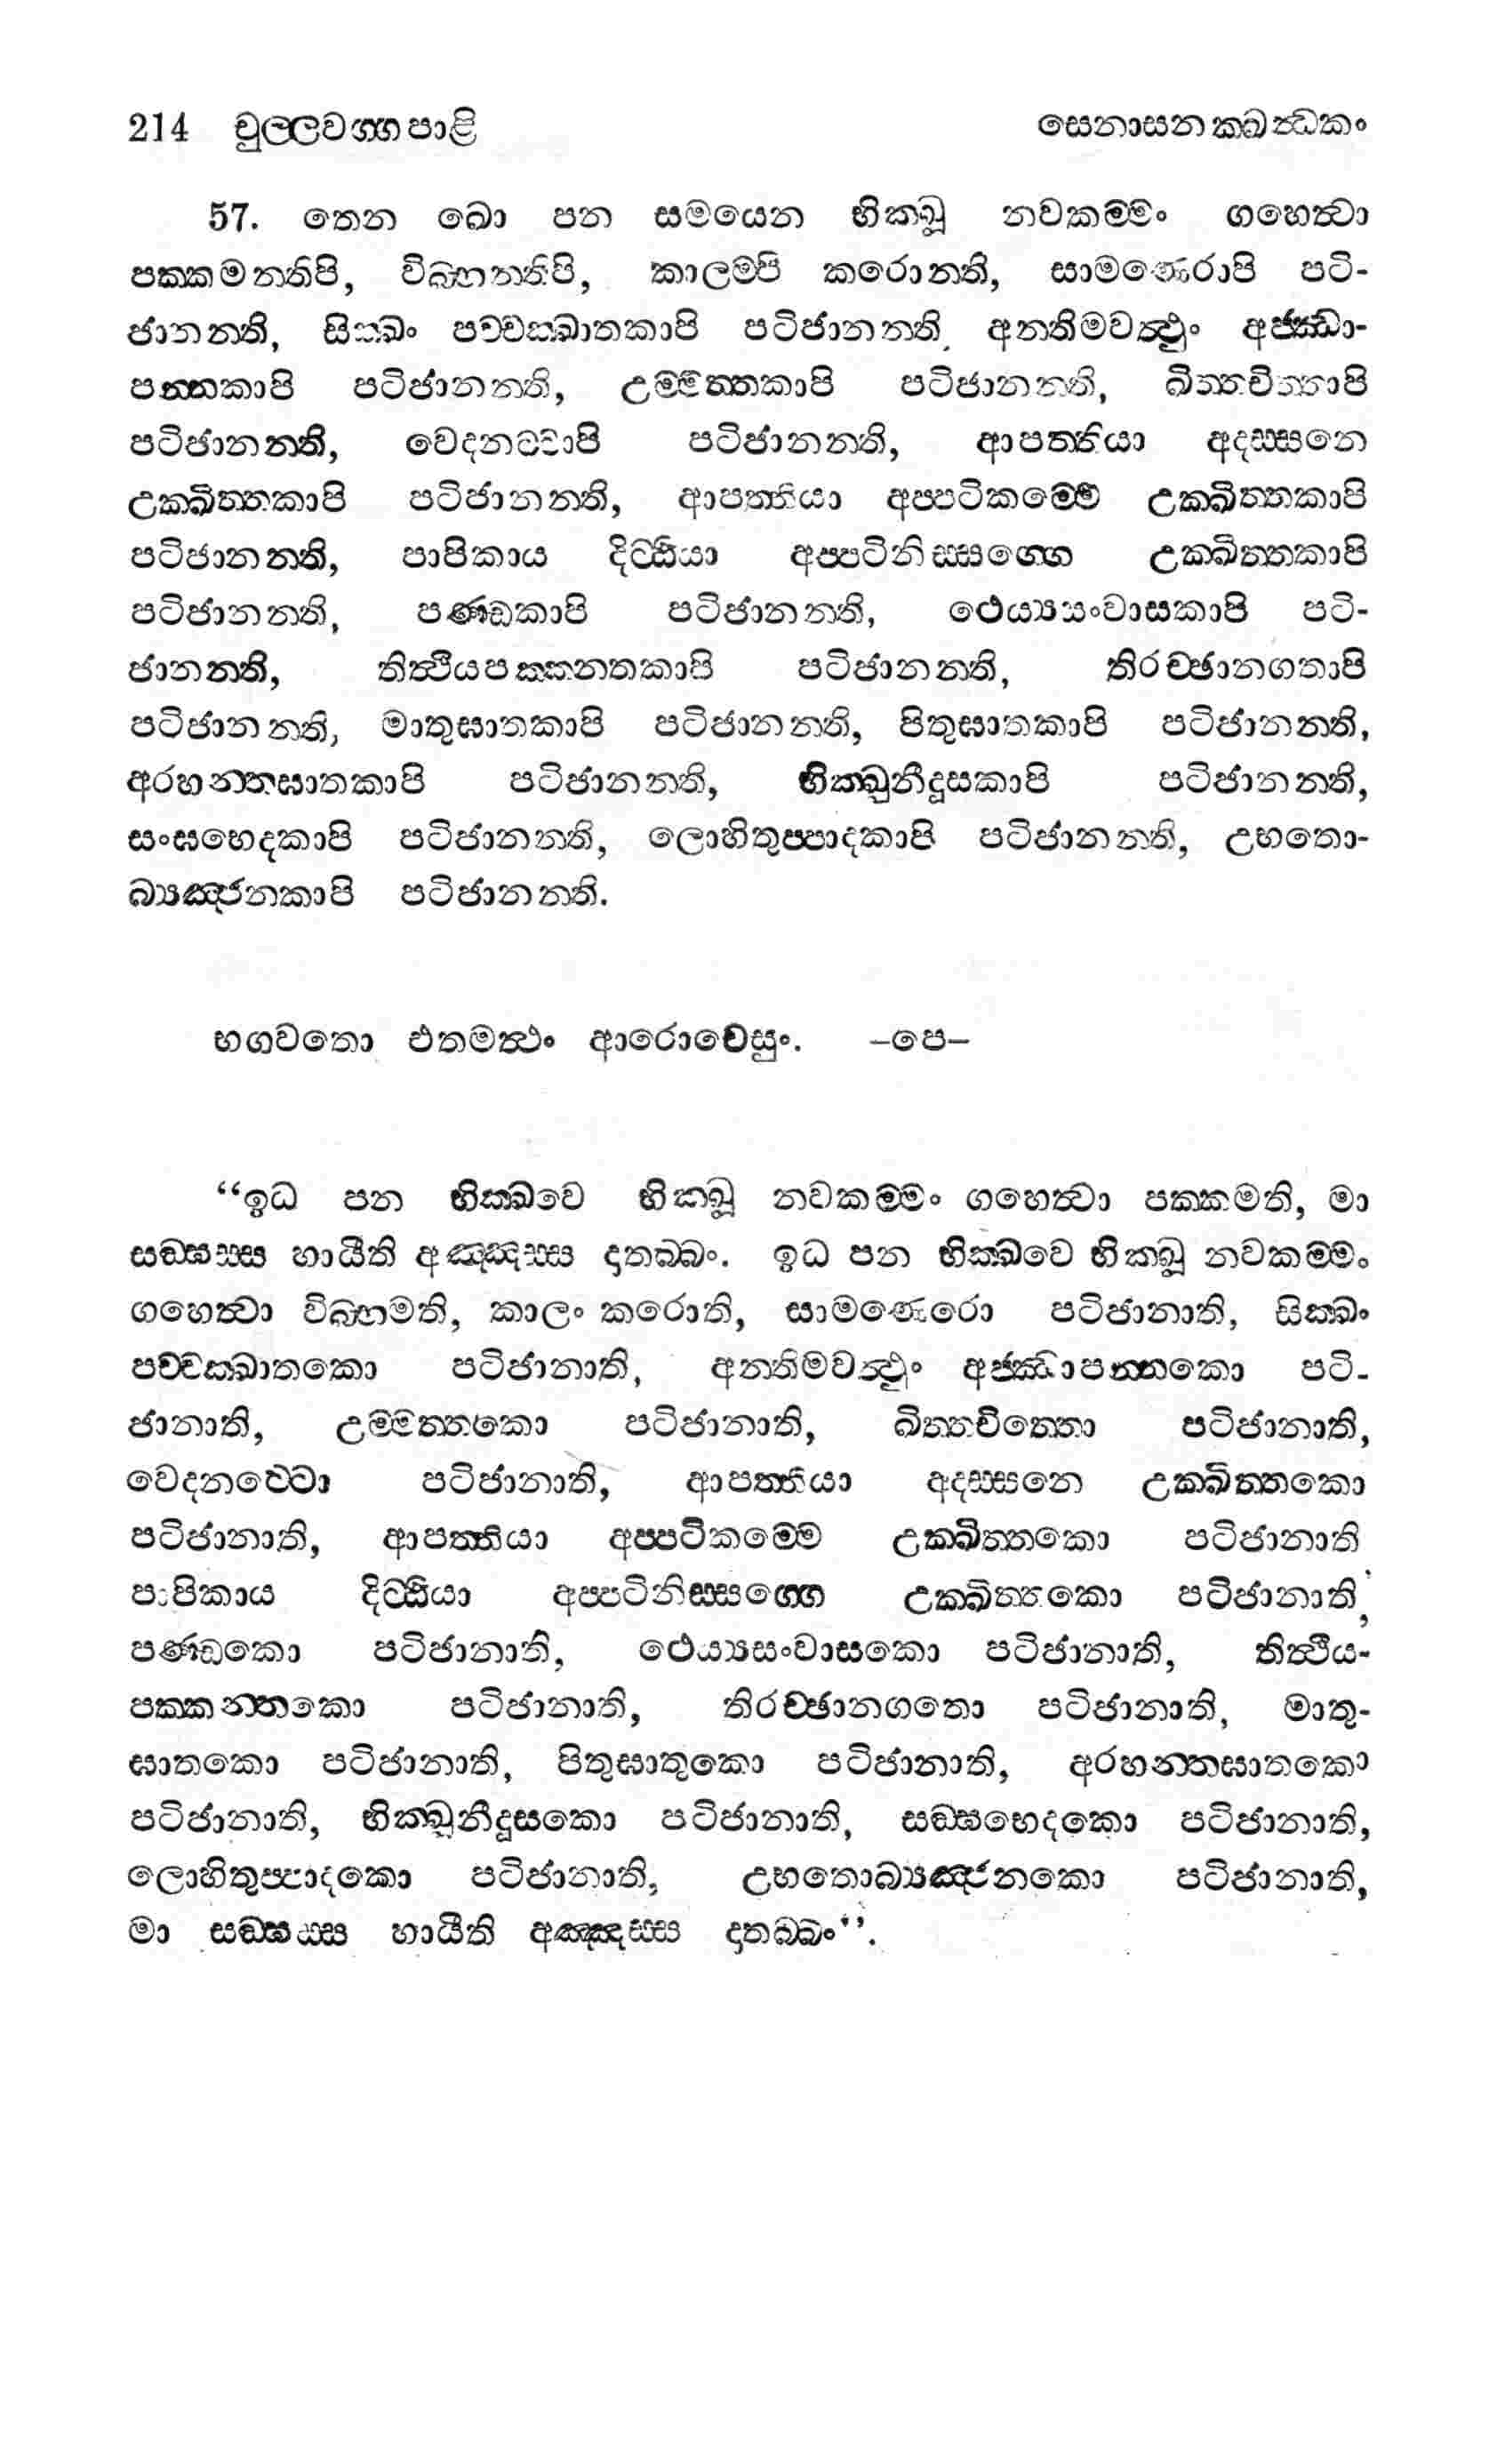 214 චුල්ලවග්ගපාළි සෙනාසනක්ඛන්ධකං
57. තෙන ඛො පන සමයෙන භික්ඛූ නවකම්මං ගහෙත්වා
පක්කමන්තිපි, විබ්භන්තිපි, කාලම්පි කරොන්ති, සාමණෙරාපි පටි-
ජානන්ති, සික්ඛං පච්චක්ඛාතකාපි පටිජානන්ති, අන්තිමවත්ථුං අජ්ඣා-
පන්නකාපි පටිජානන්ති, උම්මත්තකාපි පටිජානන්ති, ඛිත්තචිත්තාපි
පටිජානන්ති, වෙදනට්ටාපි පටිජානන්ති, ආපත්තියා අදස්සනෙ
උක්ඛිත්තකාපි පටිජානන්ති, ආපත්තියා අප්පටිකම්මෙ උක්ඛිත්තකාපි
පටිජානන්ති, පාපිකාය දිට්ඨියා අප්පටිනිස්සග්ගෙ උක්ඛිත්තකාපි
පටිජානන්ති, පණ්ඩකාපි පටිජානන්ති, ථෙය්‍යසංවාසකාපි පටි-
ජානන්ති, තිත්ථියපක්කන්තකාපි පටිජානන්ති, තිරච්ඡානගතාපි
පටිජානන්ති, මාතුඝාතකාපි පටිජානන්ති, පිතුඝාතකාපි පටිජානන්ති,
අරහන්තඝාතකාපි පටිජානන්ති, භික්ඛුනීදූසකාපි පටිජානන්ති,
සංඝභෙදකාපි පටිජානන්ති, ලොහිතුප්පාදකාපි පටිජානන්ති, උභතො-
බ්‍යඤ්ජනකාපි පටිජානන්ති.
භගවතො එතමත්ථං ආරොචෙසුං. –පෙ–
“ඉධ පන භික්ඛවෙ භික්ඛූ නවකම්මං ගහෙත්වා පක්කමති, මා
සඞ්ඝස්ස හායීති අඤ්ඤස්ස දාතබ්බං. ඉධ පන භික්ඛවෙ භික්ඛූ නවකම්මං
ගහෙත්වා විබ්භමති, කාලං කරොති, සාමණෙරො පටිජානාති, සික්ඛං
පච්චක්ඛාතකො පටිජානාති, අන්තිමවත්ථුං අජ්ඣාපන්නකො පටි-
ජානාති, උම්මත්තකො පටිජානාති, ඛිත්තචිත්තො පටිජානාති,
වෙදනට්ටො පටිජානාති, ආපත්තියා අදස්සනෙ උක්ඛිත්තකො
පටිජානාති, ආපත්තියා අප්පටිකම්මෙ උක්ඛිත්තකො පටිජානාති
පාපිකාය දිට්ඨියා අප්පටිනිස්සග්ගෙ උක්ඛිත්තකො පටිජානාති,
පණ්ඩකො පටිජානාති, ථෙය්‍යසංවාසකො පටිජානාති, තිත්ථිය-
පක්කන්තකො පටිජානාති, තිරච්ඡානගතො පටිජානාති, මාතු-
ඝාතකො පටිජානාති, පිතුඝාතුකො පටිජානාති, අරහන්තඝාතකො
පටිජානාති, භික්ඛූනීදූසකො පටිජානාති, සඞ්ඝභෙදකො පටිජානාති,
ලොහිතුප්පාදකො පටිජානාති, උභතොබ්‍යඤ්ජනකො පටිජානාති,
මා සඞ්ඝස්ස හායීති අඤ්ඤස්ස දාතබ්බං”.